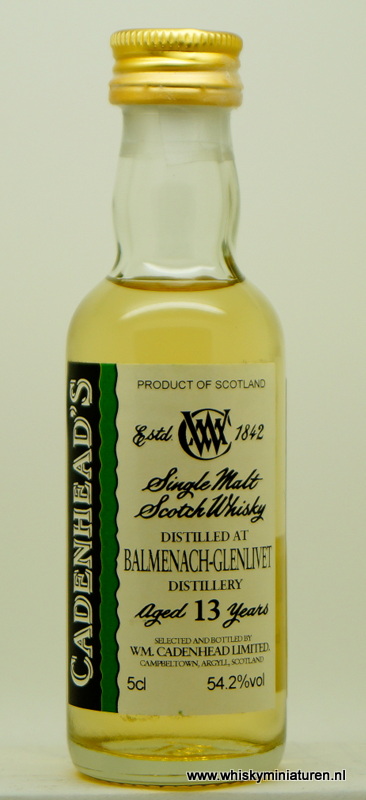 CADENHEAD'S
PRODUCT OF SCOTLAND
Estd WC 1842
Single Malt
Scotch Whisky
DISTILLED AT
BALMENACH-GLENLIVET
DISTILLERY
Aged 13 Years
SELECTED AND BOTTLED BY
WM. CADENHEAD LIMITED.
CAMPBELTOWN, ARGYLL, SCOTLAND
5cl 54.2%vol
www.whiskyminiaturen.nl